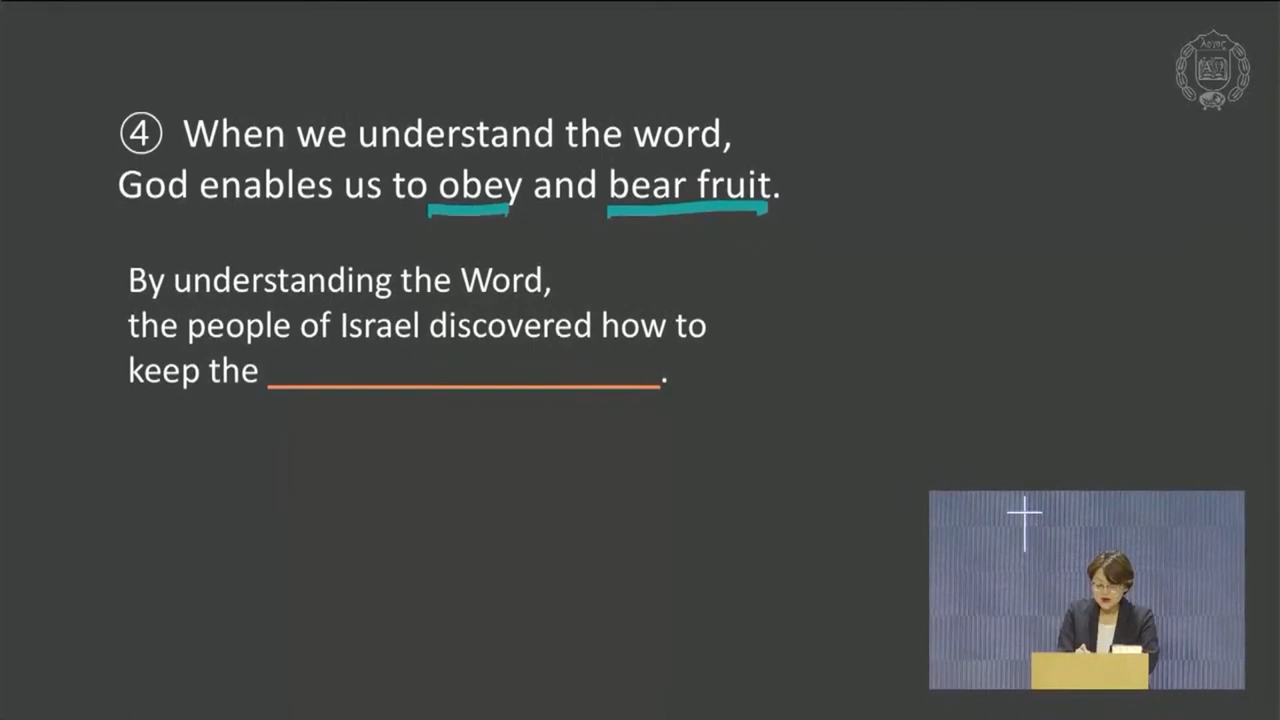 Λόγος
④ When we understand the word,
God enables us to obey and bear fruit.
By understanding the Word,
the people of Israel discovered how to
keep the ____________________.